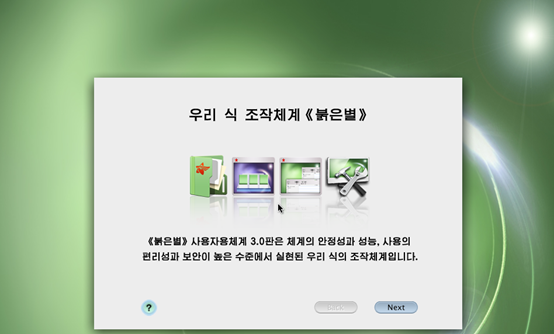 우리 식 조작체계《붉은별》
《붉은별》사용자용체계 3.0판은 체계의 안정성과 성능, 사용의
편리성과 보안이 높은 수준에서 실현된 우리 식의 조작체계입니다.
? Back Next